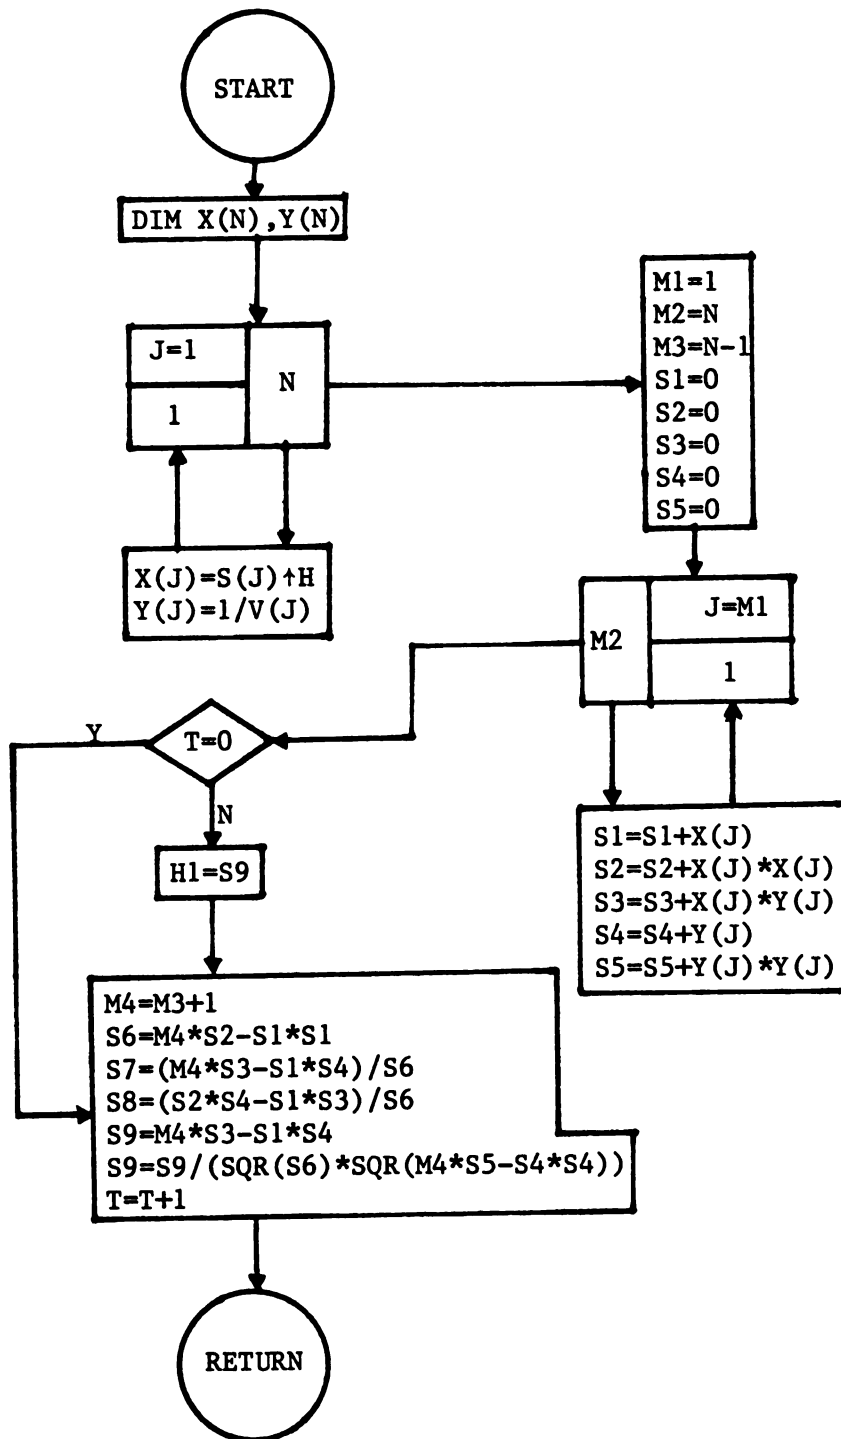 START
DIM X(N),Y(N)
J=1
N
1
X(J)=S(J)↑H
Y(J)=1/V(J)
M1=1
M2=N
M3=N-1
S1=0
S2=0
S3=0
S4=0
S5=0
J=M1
M2
1
S1=S1+X(J)
S2=S2+X(J)*X(J)
S3=S3+X(J)*Y(J)
S4=S4+Y(J)
S5=S5+Y(J)*Y(J)
Y
T=0
N
H1=S9
M4=M3+1
S6=M4*S2-S1*S1
S7=(M4*S3-S1*S4)/S6
S8=(S2*S4-S1*S3)/S6
S9=M4*S3-S1*S4
S9=S9/(SQR(S6)*SQR(M4*S5-S4*S4))
T=T+1
RETURN